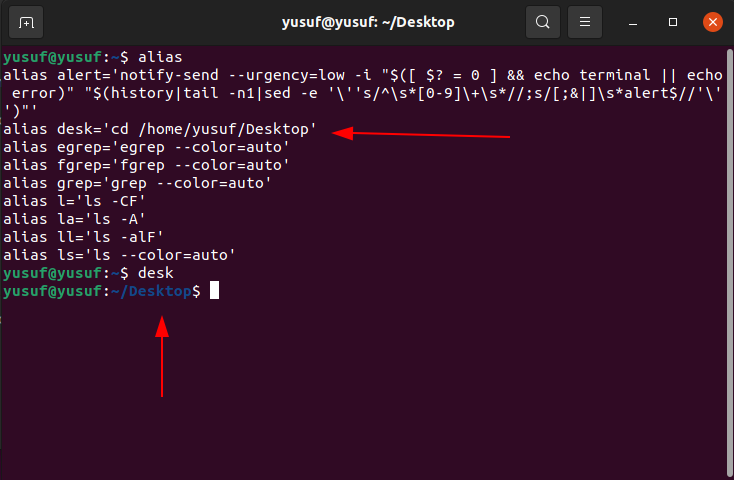 yusuf@yusuf: ~/Desktop
yusuf@yusuf:~$ alias
alias alert='notify-send --urgency=low -i "$([ $? = 0 ] && echo terminal || echo
 error)" "$(history|tail -n1|sed -e '\''s/^\s*[0-9]\+\s*//;s/[;&|]\s*alert$//'\'
')"'
alias desk='cd /home/yusuf/Desktop'
alias egrep='egrep --color=auto'
alias fgrep='fgrep --color=auto'
alias grep='grep --color=auto'
alias l='ls -CF'
alias la='ls -A'
alias ll='ls -alF'
alias ls='ls --color=auto'
yusuf@yusuf:~$ desk
yusuf@yusuf:~/Desktop$